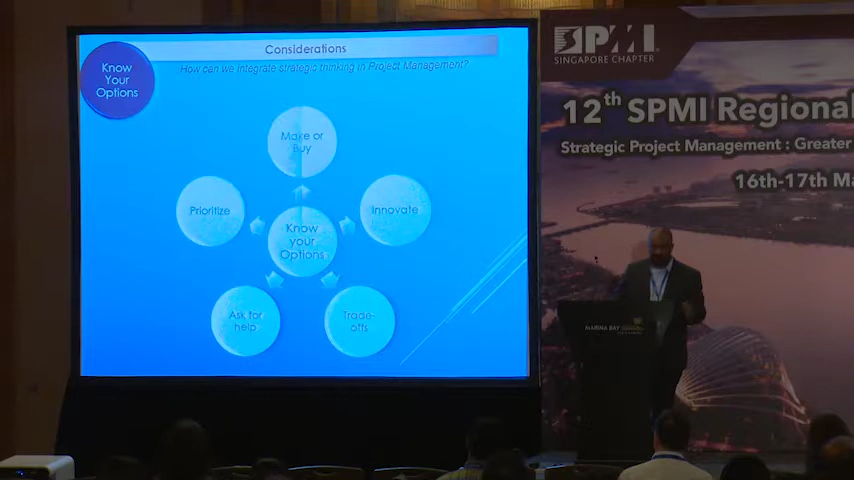 Considerations
How can we integrate strategic thinking in Project Management?
Know
Your
Options
Make or
Buy
Prioritize
Innovate
Know
your
Options
Ask for
help
Trade-
offs
SPMI
SINGAPORE CHAPTER
12th SPMI Regional
Strategic Project Management : Greater
16th-17th Ma
MARINA BAY